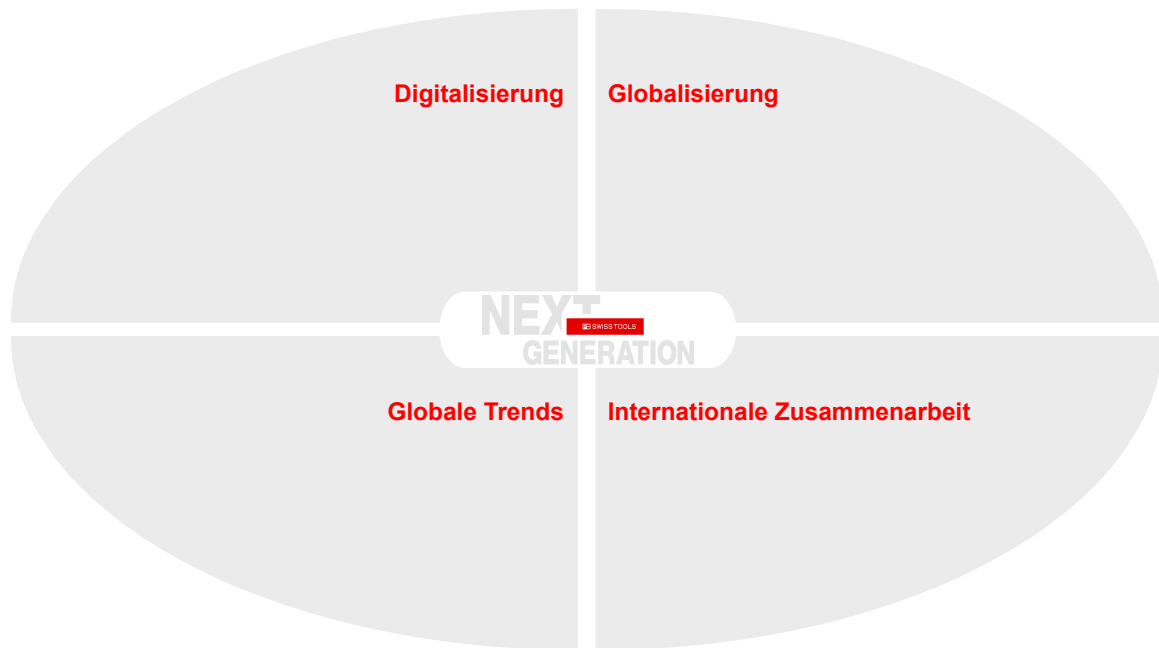 Digitalisierung
Globalisierung
NEXT
PB SWISS TOOLS
GENERATION
Globale Trends
Internationale Zusammenarbeit